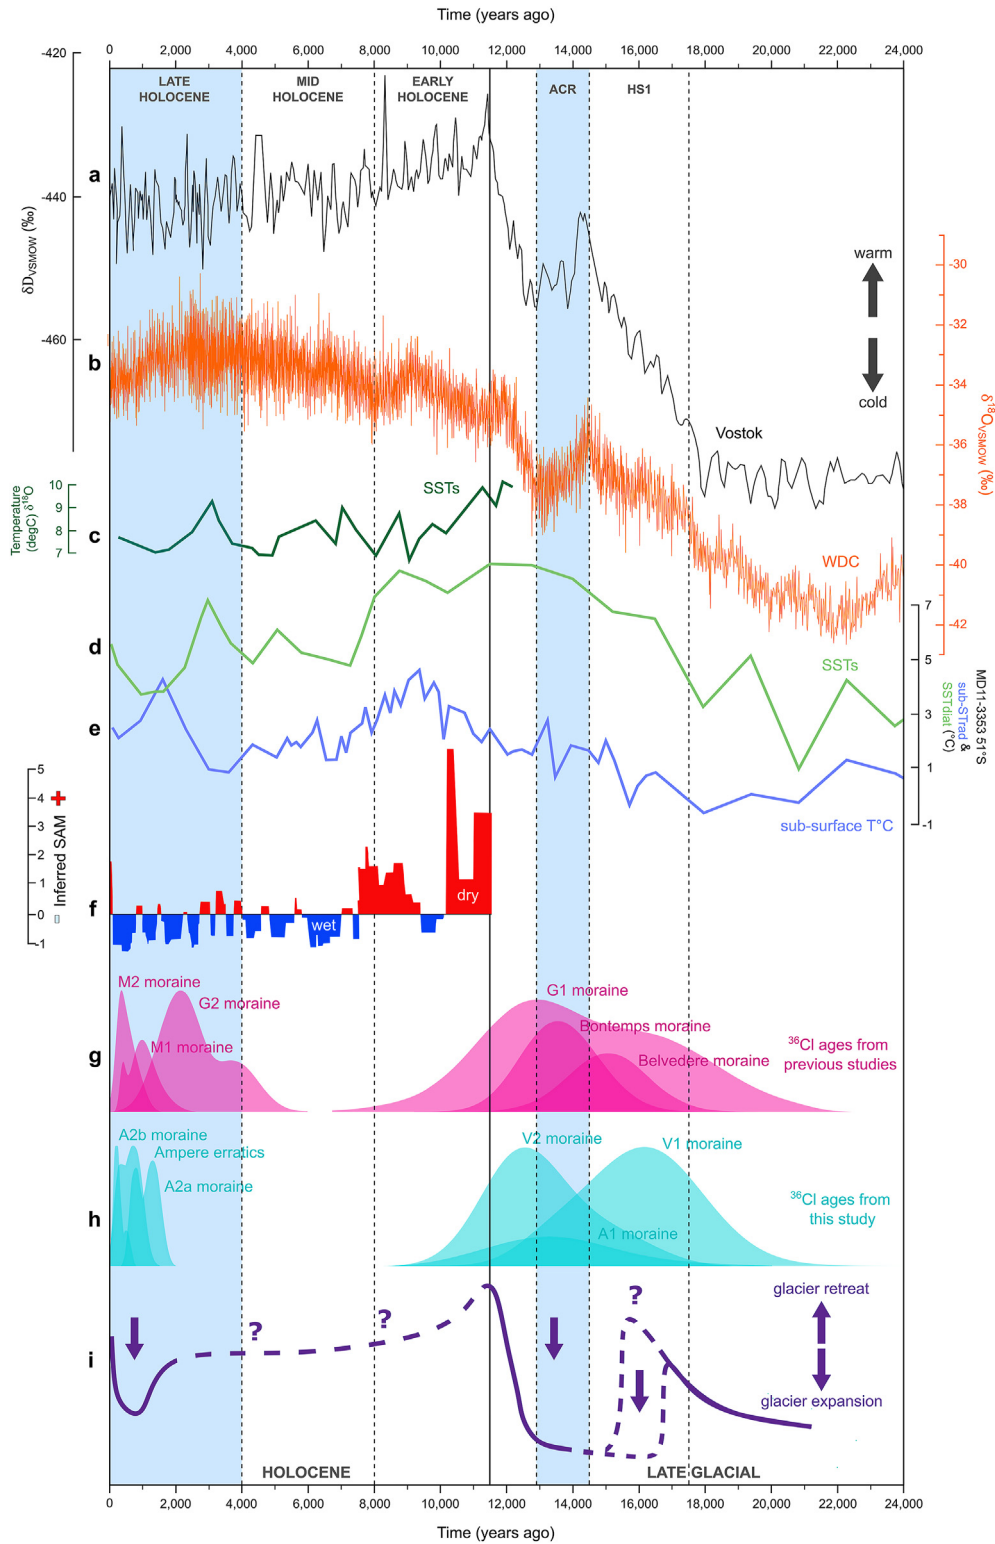 Time (years ago)
0 2,000 4,000 6,000 8,000 10,000 12,000 14,000 16,000 18,000 20,000 22,000 24,000
-420
LATE
HOLOCENE
MID
HOLOCENE
EARLY
HOLOCENE
ACR
HS1
a
-440
δDVSMOW (‰)
-460
warm
cold
-30
-32
-34
-36
-38
-40
-42
δ18OVSMOW (‰)
b
Vostok
WDC
Temperature
(degC) δ18O
10
9
8
7
c
SSTs
d
SSTs
7
5
3
1
-1
MD11-3353 51°S
sub-STrad &
SSTdiat (°C)
e
sub-surface T°C
5
4
3
2
1
0
-1
Inferred SAM
f
wet
dry
M2 moraine
G2 moraine
M1 moraine
G1 moraine
Bontemps moraine
Belvedere moraine
g
36Cl ages from
previous studies
A2b moraine
Ampere erratics
A2a moraine
V2 moraine
V1 moraine
A1 moraine
h
36Cl ages from
this study
glacier retreat
glacier expansion
i
?
?
?
HOLOCENE
LATE GLACIAL
0 2,000 4,000 6,000 8,000 10,000 12,000 14,000 16,000 18,000 20,000 22,000 24,000
Time (years ago)